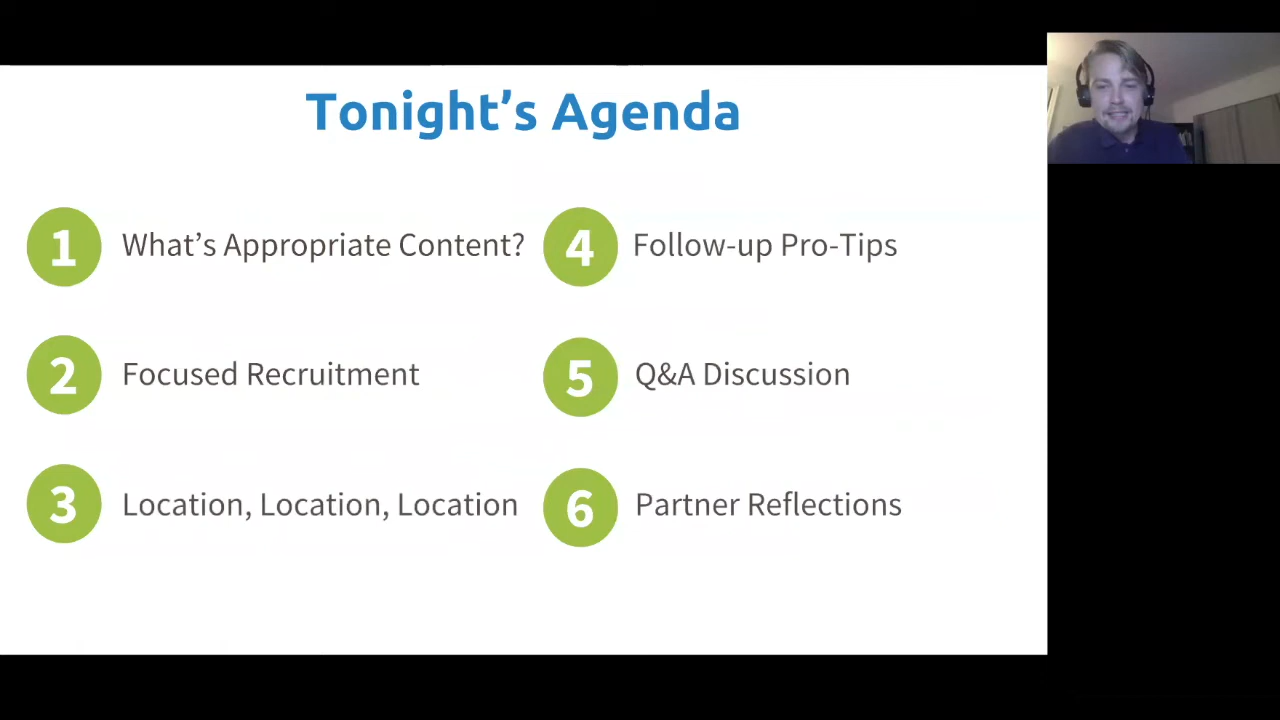 Tonight’s Agenda
1 What’s Appropriate Content?
2 Focused Recruitment
3 Location, Location, Location
4 Follow-up Pro-Tips
5 Q&A Discussion
6 Partner Reflections